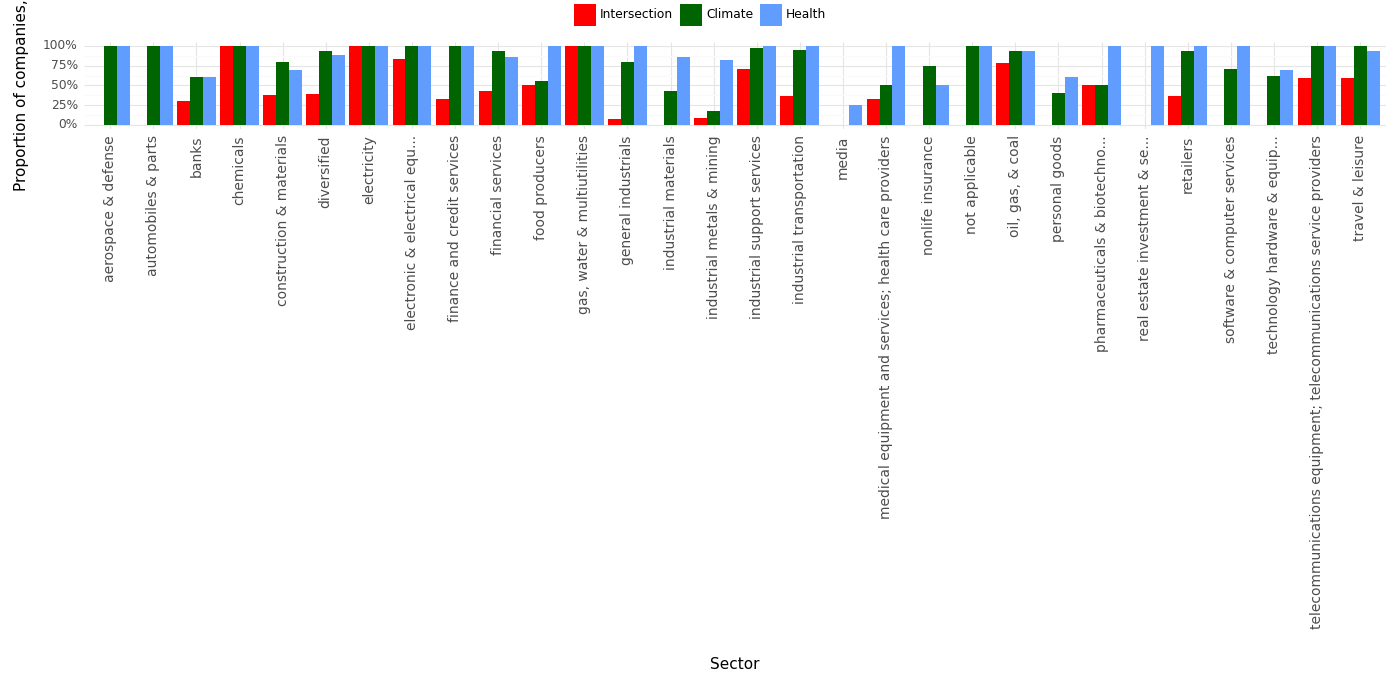 Intersection Climate Health
Proportion of companies,
100%
75%
50%
25%
0%
aerospace & defense
automobiles & parts
banks
chemicals
construction & materials
diversified
electricity
electronic & electrical equ...
finance and credit services
financial services
food producers
gas, water & multiutilities
general industrials
industrial materials
industrial metals & mining
industrial support services
industrial transportation
media
medical equipment and services; health care providers
nonlife insurance
not applicable
oil, gas, & coal
personal goods
pharmaceuticals & biotechno...
real estate investment & se...
retailers
software & computer services
technology hardware & equip...
telecommunications equipment; telecommunications service providers
travel & leisure
Sector